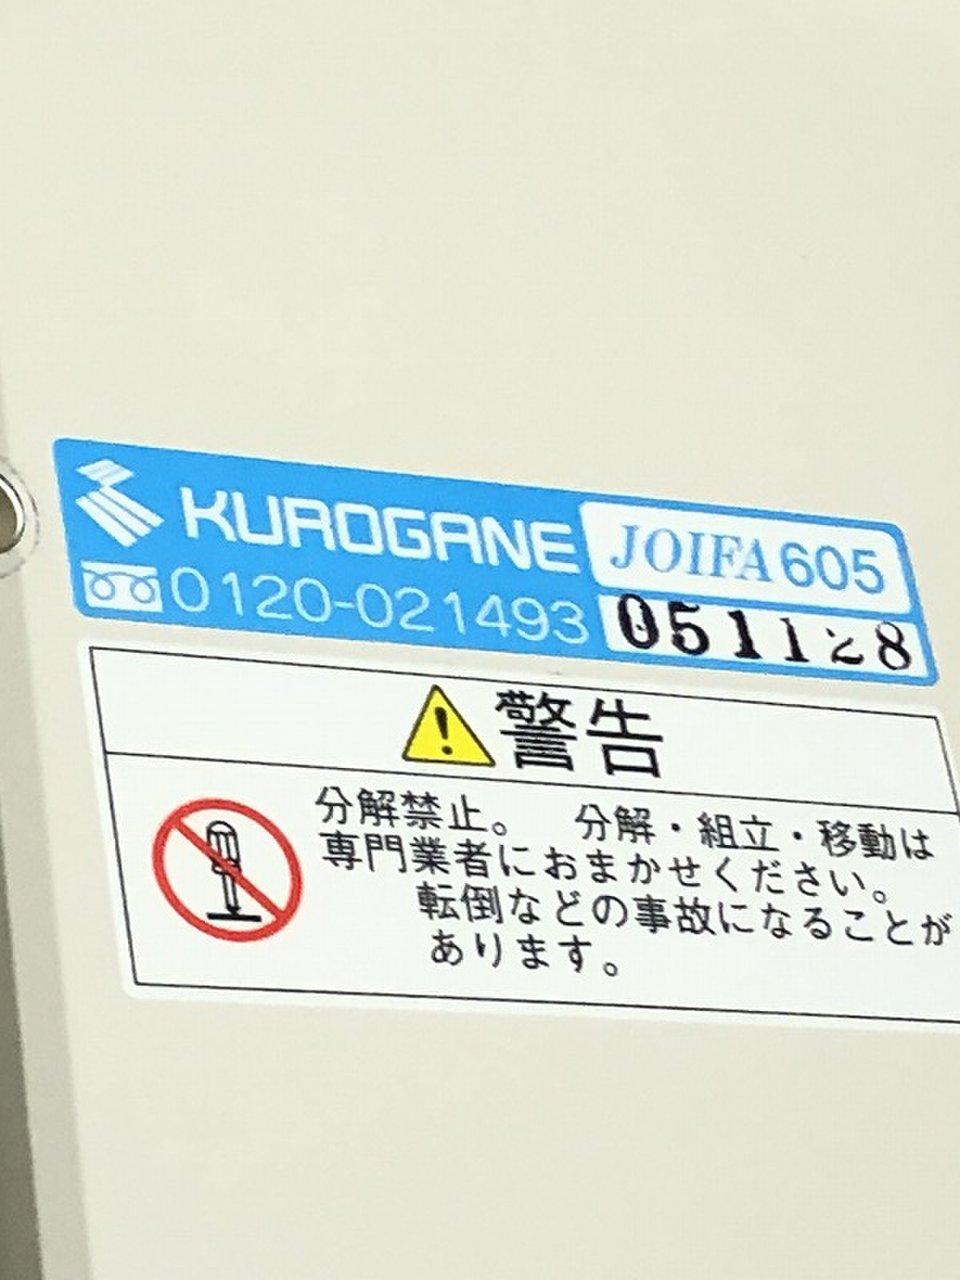 KUROGANE JOIFA605
0120-021493 051128
警告
分解禁止。　分解・組立・移動は
専門業者におまかせください。
転倒などの事故になることが
あります。